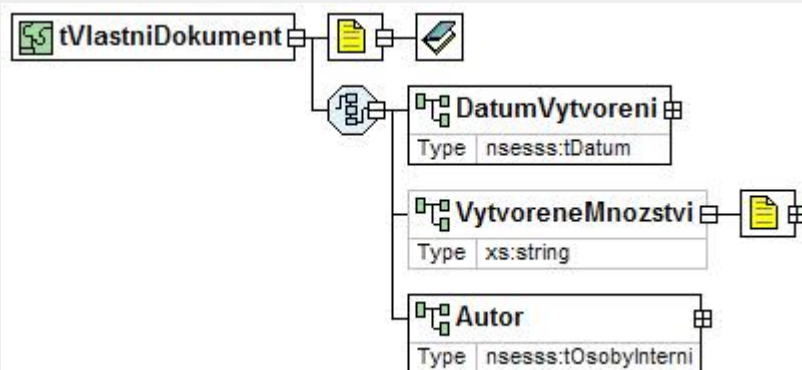 tVlastniDokument
DatumVytvoreni
Type nsesss:tDatum
VytvoreneMnozstvi
Type xs:string
Autor
Type nsesss:tOsobyInterni